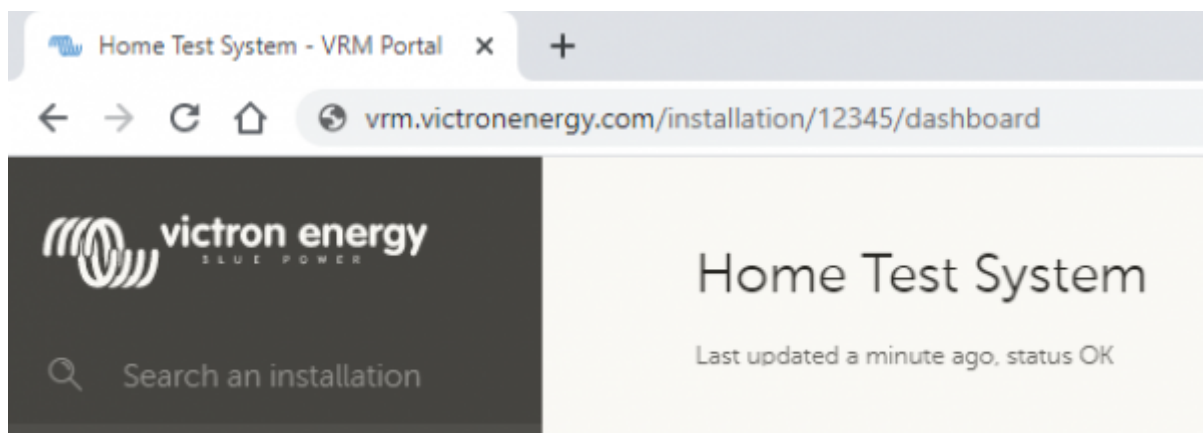 Home Test System - VRM Portal
vrm.victronenergy.com/installation/12345/dashboard
victron energy
BLUE POWER
Home Test System
Last updated a minute ago, status OK
Search an installation